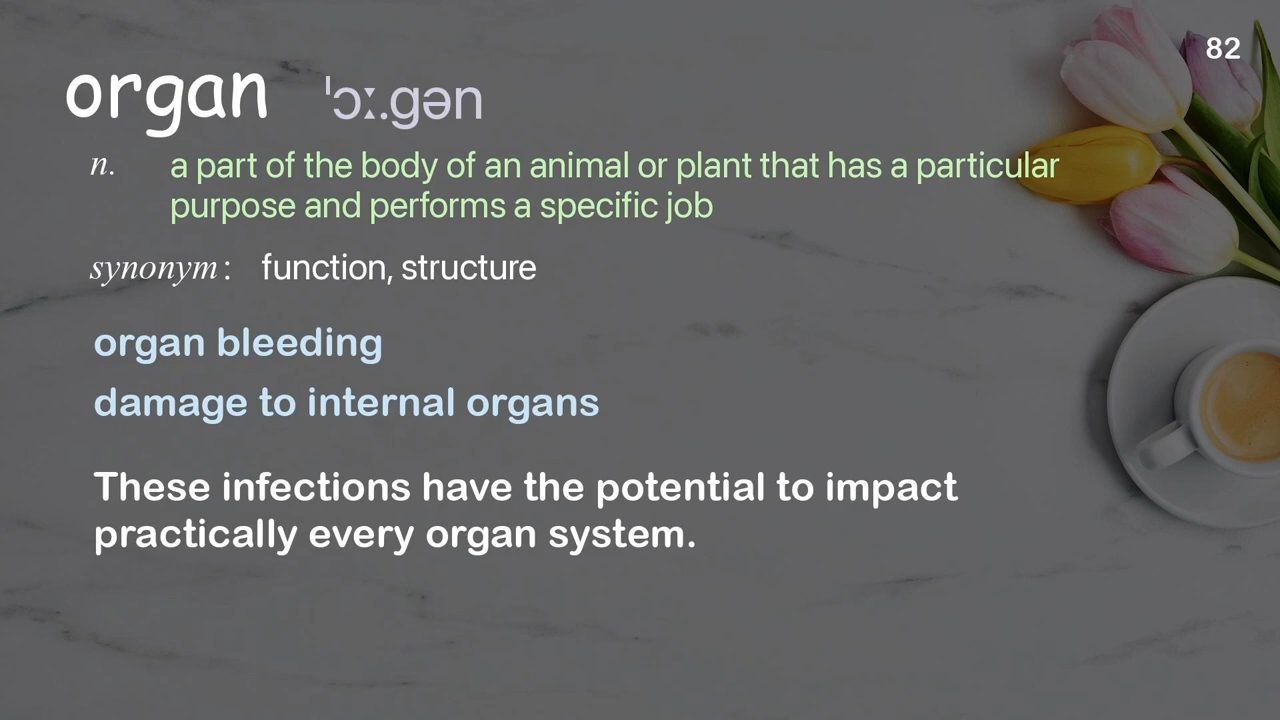 82
organ ˈɔː.gən
n. a part of the body of an animal or plant that has a particular
purpose and performs a specific job
synonym: function, structure
organ bleeding
damage to internal organs
These infections have the potential to impact
practically every organ system.